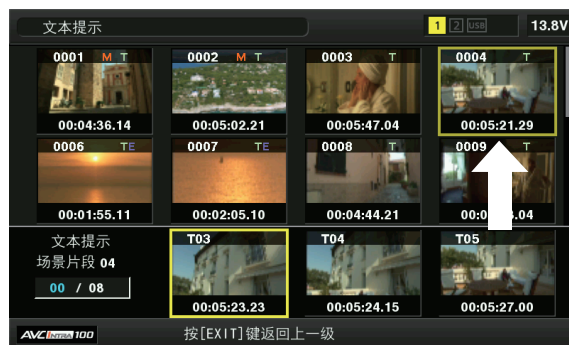 文本提示 1 2 USB 13.8V
0001 M T 0002 M T 0003 T 0004 T
00:04:36.14 00:05:02.21 00:05:47.04 00:05:21.29
0006 TE 0007 TE 0008 T 0009 T
00:01:55.11 00:02:05.10 00:04:44.21
文本提示 T03 T04 T05
场景片段 04
00 / 08
00:05:23.23 00:05:24.15 00:05:27.00
AVC INTRA 100 按[EXIT]键返回上一级